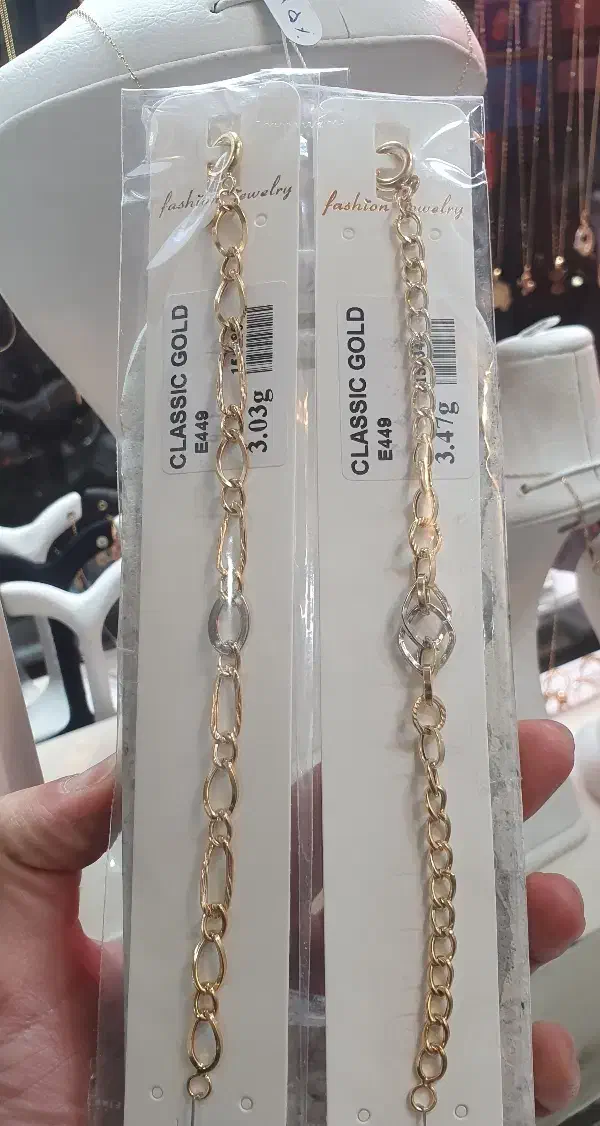 fashion jewelry
CLASSIC GOLD
E449
3.03g
fashion jewelry
CLASSIC GOLD
E449
3.47g